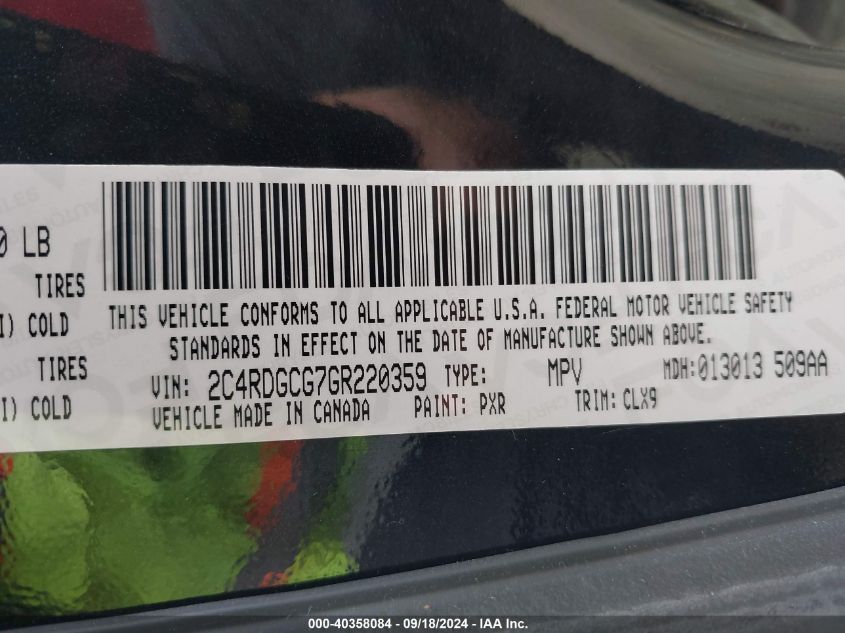 0 LB
TIRES
I) COLD
TIRES
I) COLD
THIS VEHICLE CONFORMS TO ALL APPLICABLE U.S.A. FEDERAL MOTOR VEHICLE SAFETY
STANDARDS IN EFFECT ON THE DATE OF MANUFACTURE SHOWN ABOVE.
VIN: 2C4RDGCG7GR220359 TYPE: MPV MDH:013013 509AA
VEHICLE MADE IN CANADA PAINT: PXR TRIM: CLX9
000-40358084 - 09/18/2024 - IAA Inc.